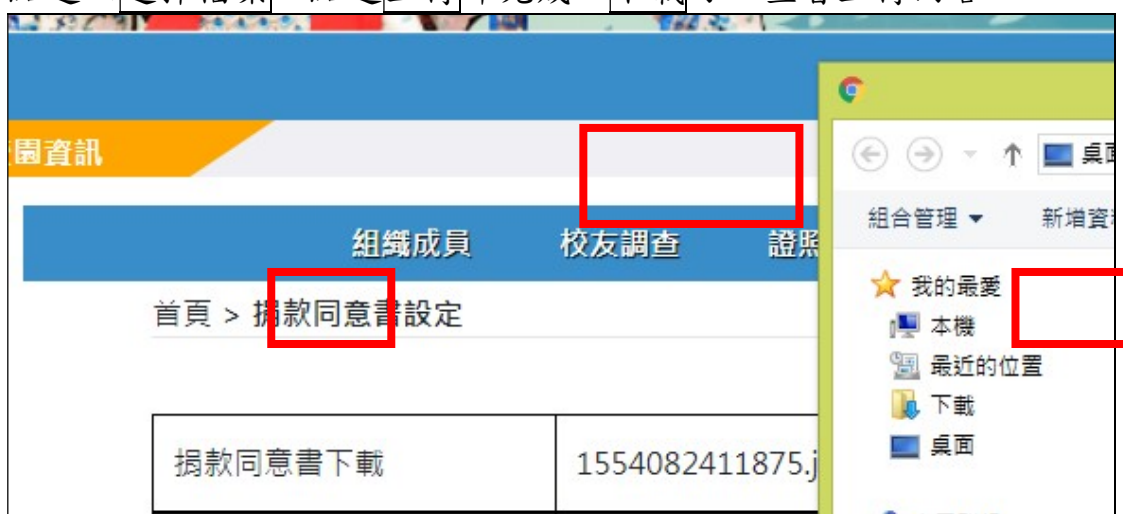 園資訊
組織成員 校友調查 證照
首頁 > 捐款同意書設定
捐款同意書下載 1554082411875.j
桌面
組合管理 新增資
我的最愛
本機
最近的位置
下載
桌面